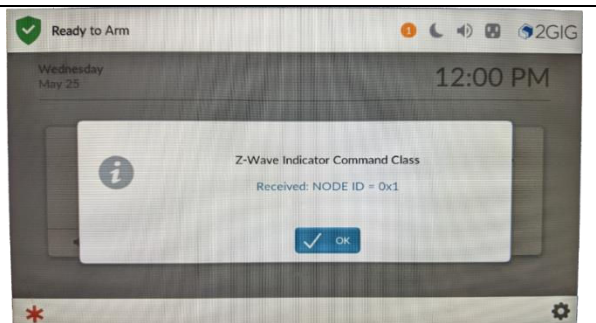 Ready to Arm
1
2GIG
Wednesday
May 25
12:00 PM
Z-Wave Indicator Command Class
Received: NODE ID = 0x1
OK